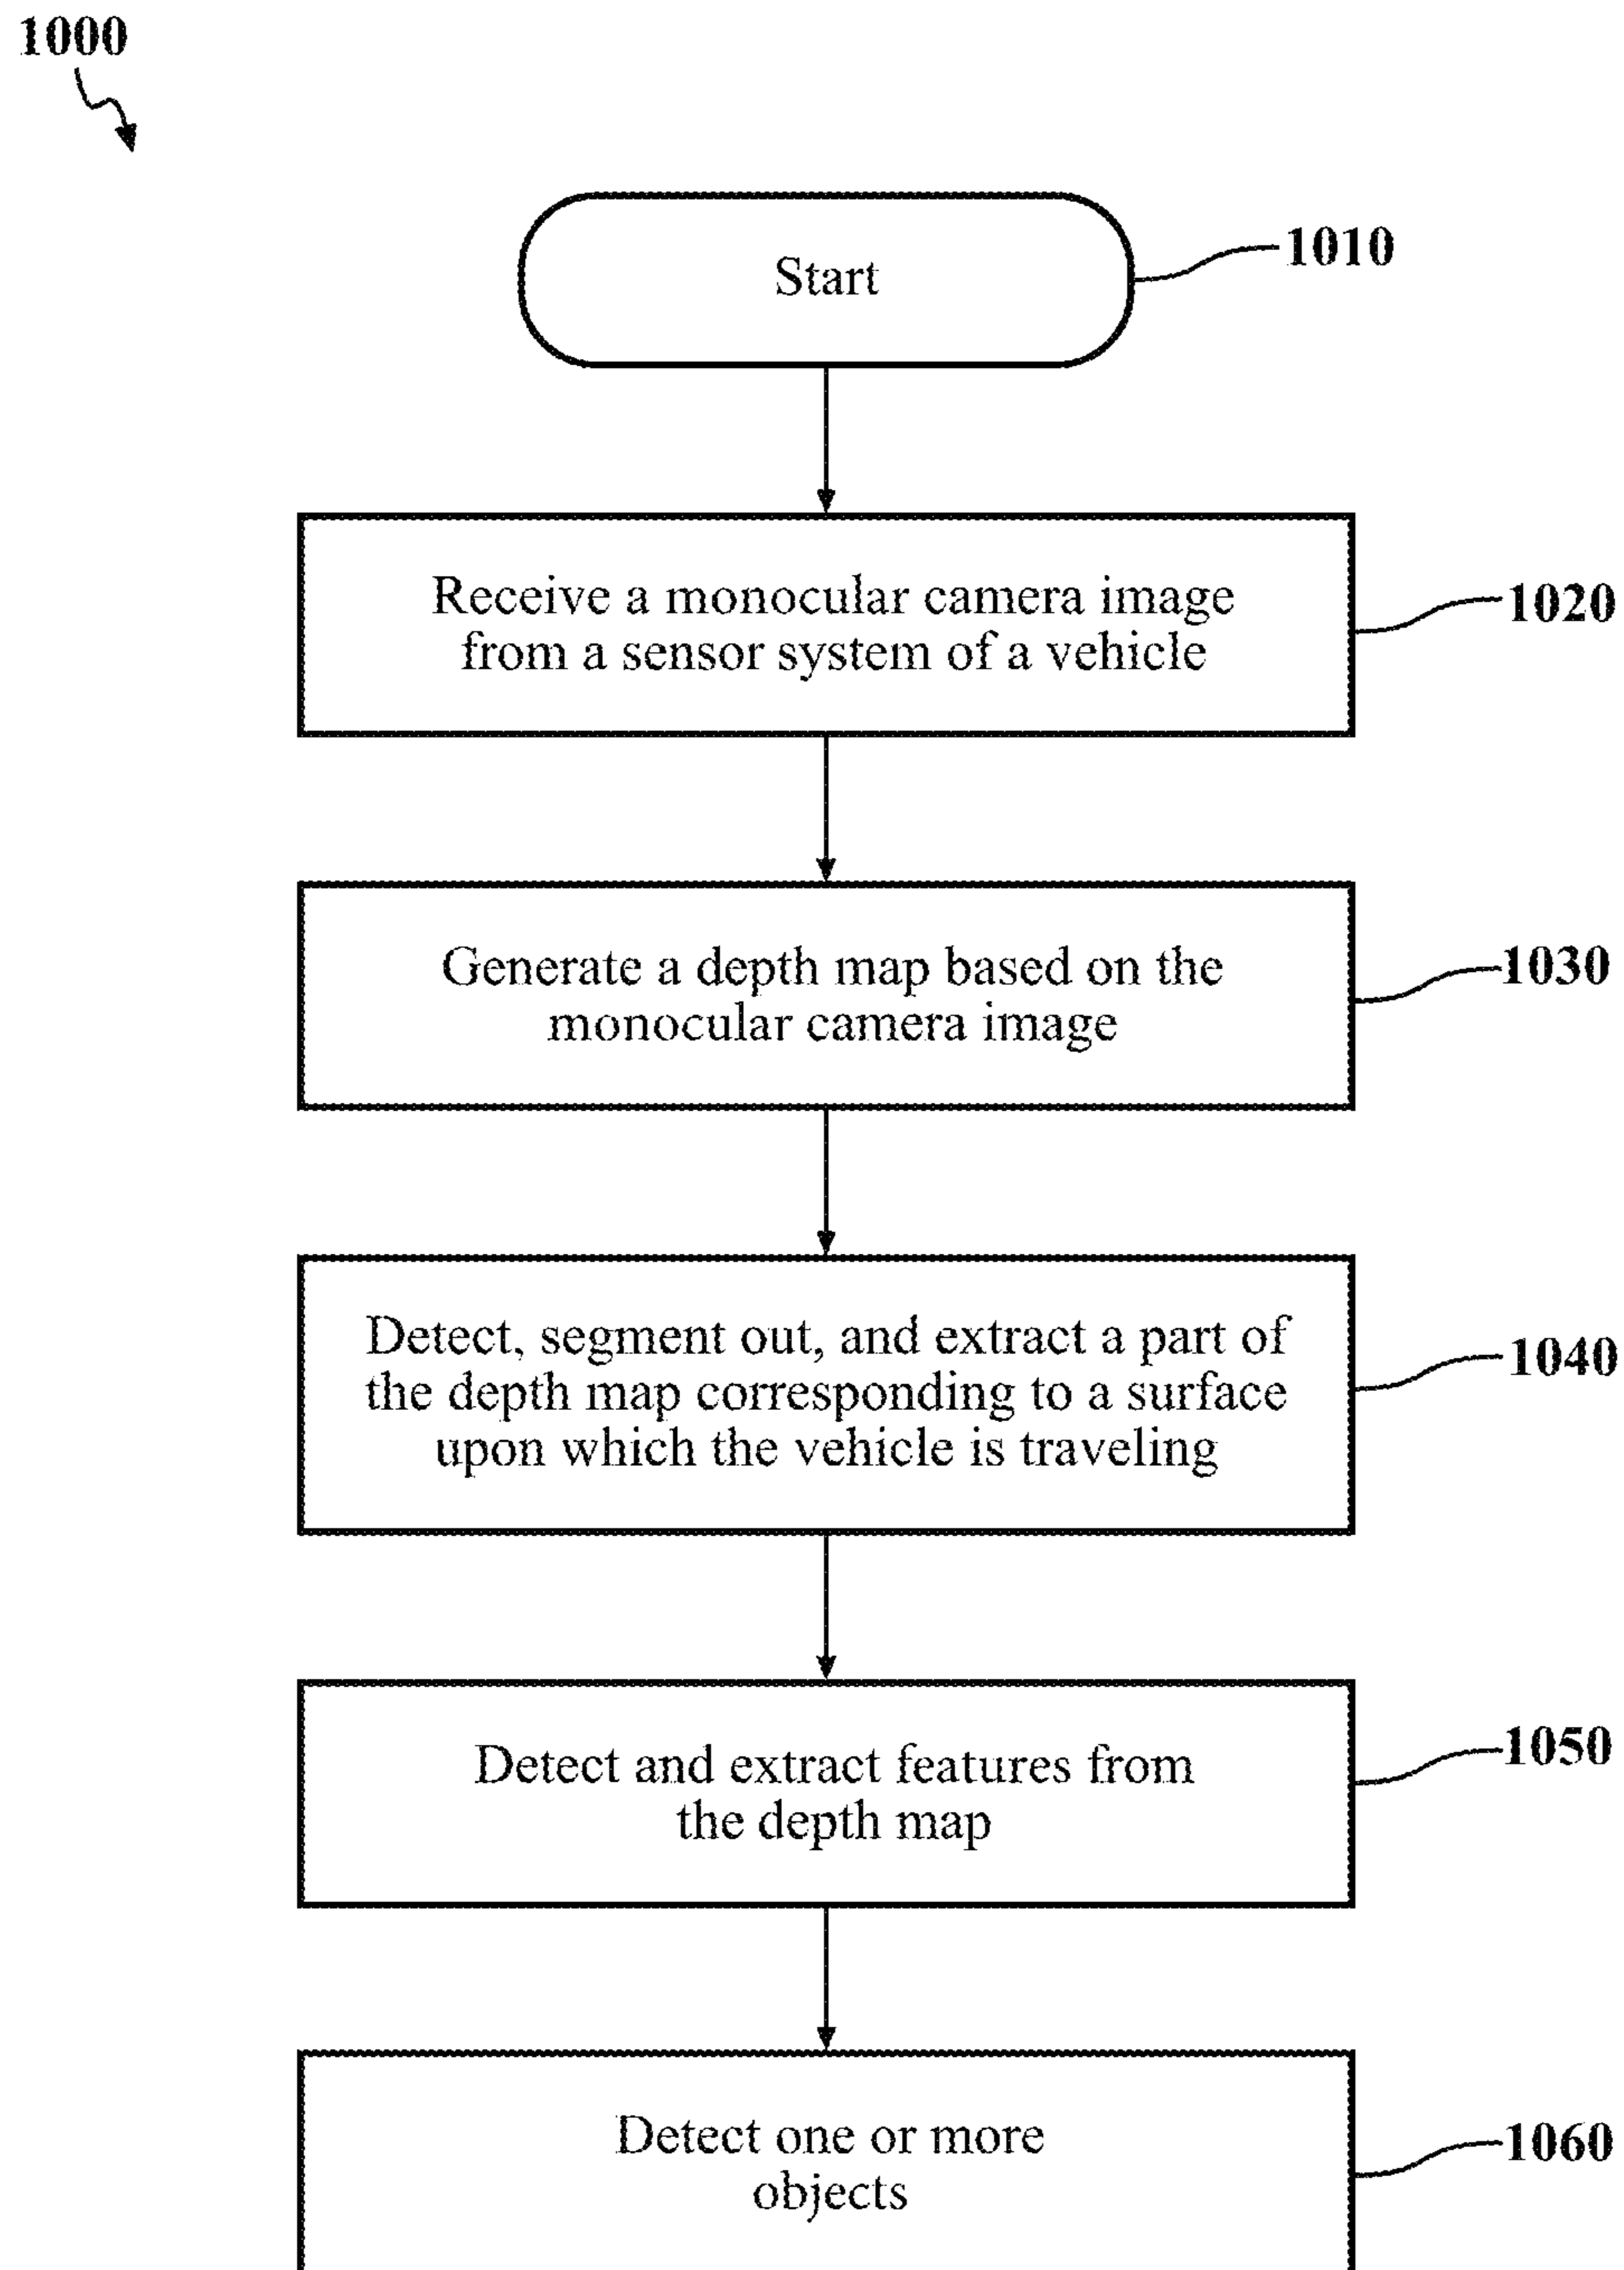 1000
Start
1010
Receive a monocular camera image
from a sensor system of a vehicle
1020
Generate a depth map based on the
monocular camera image
1030
Detect, segment out, and extract a part of
the depth map corresponding to a surface
upon which the vehicle is traveling
1040
Detect and extract features from
the depth map
1050
Detect one or more
objects
1060